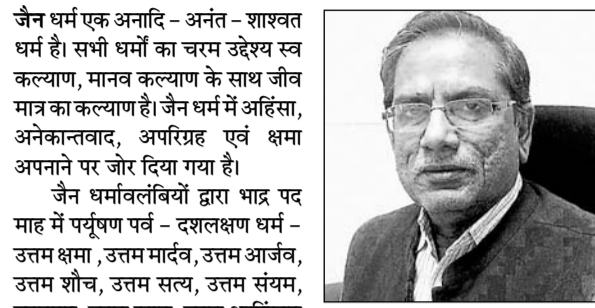 जैन धर्म एक अनादि – अनंत – शाश्वत
धर्म है। सभी धर्मों का चरम उद्देश्य स्व
कल्याण, मानव कल्याण के साथ जीव
मात्र का कल्याण है। जैन धर्म में अहिंसा,
अनेकान्तवाद, अपरिग्रह एवं क्षमा
अपनाने पर जोर दिया गया है।
जैन धर्मावलंबियों द्वारा भाद्र पद
माह में पर्यूषण पर्व – दशलक्षण धर्म –
उत्तम क्षमा ,उत्तम मार्दव,उत्तम आर्जव,
उत्तम शौच, उत्तम सत्य, उत्तम संयम,